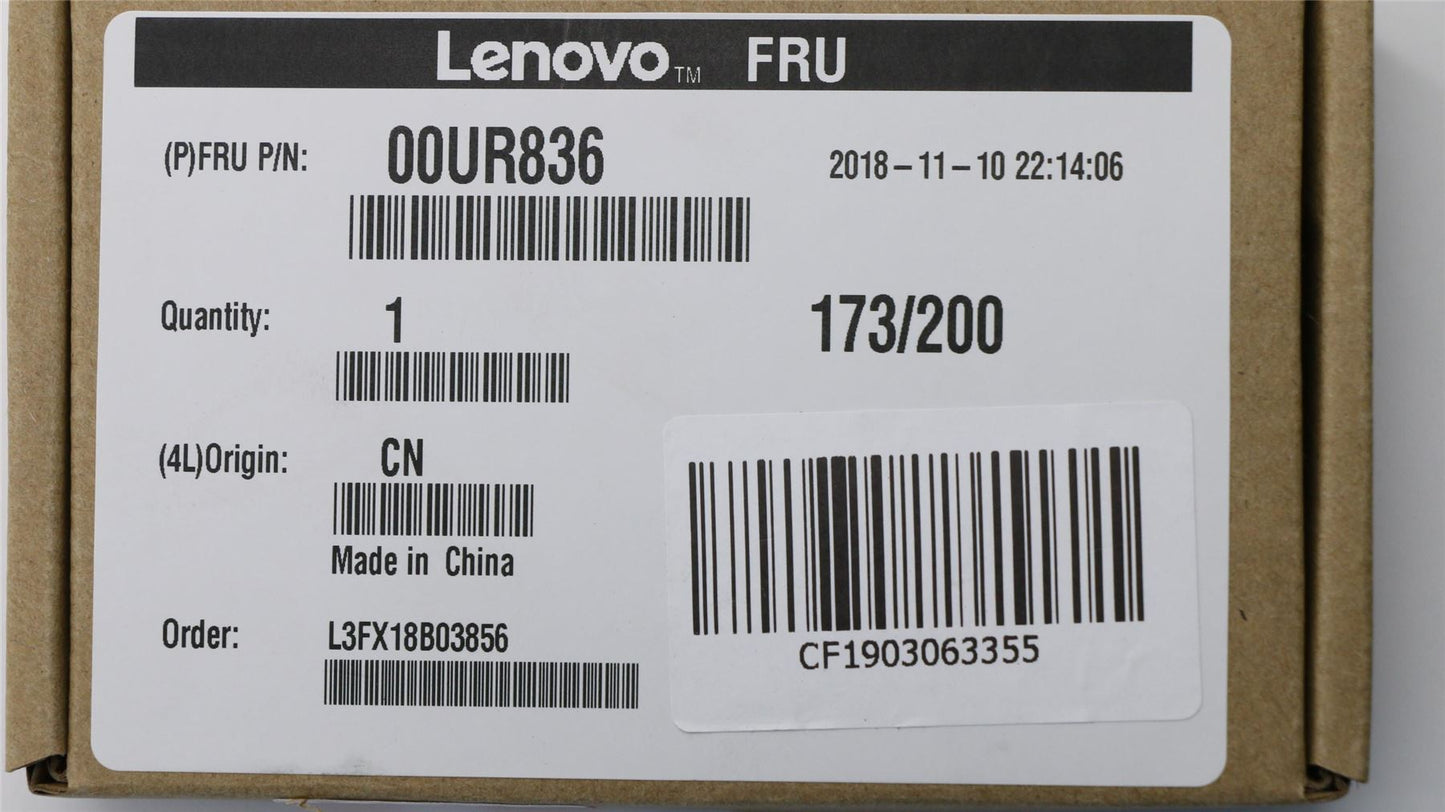 Lenovo™ FRU
(P)FRU P/N: 00UR836 2018-11-10 22:14:06
Quantity: 1 173/200
(4L)Origin: CN
Made in China
Order: L3FX18B03856
CF1903063355